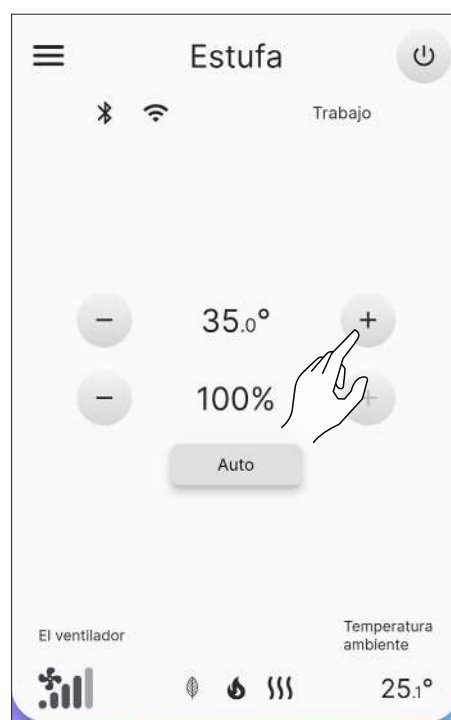 Estufa
Trabajo
− 35.0° +
− 100% +
Auto
El ventilador
Temperatura
ambiente
25.1°